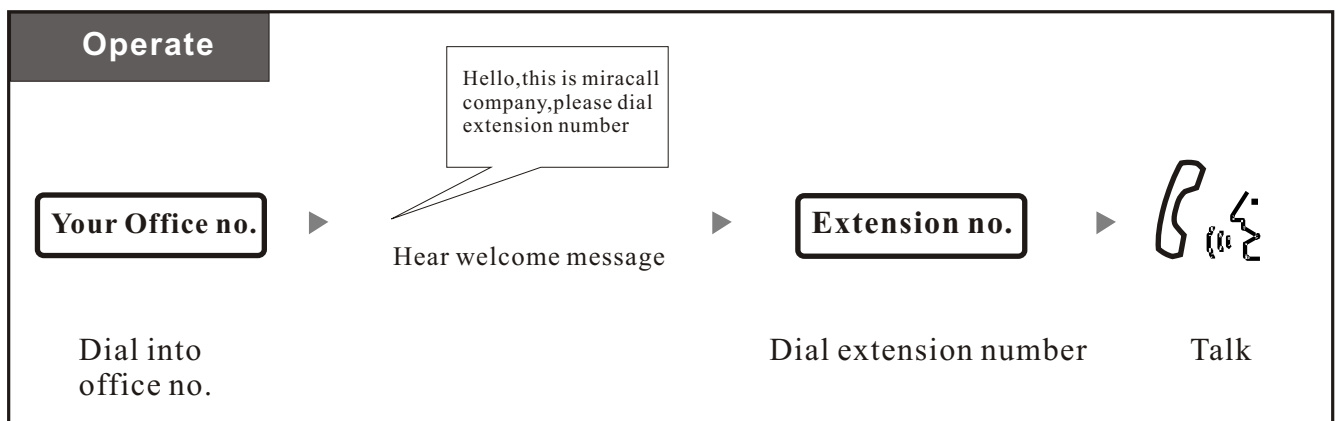 Operate
Hello,this is miracall
company,please dial
extension number
Your Office no.
Extension no.
Hear welcome message
Dial into
office no.
Dial extension number
Talk